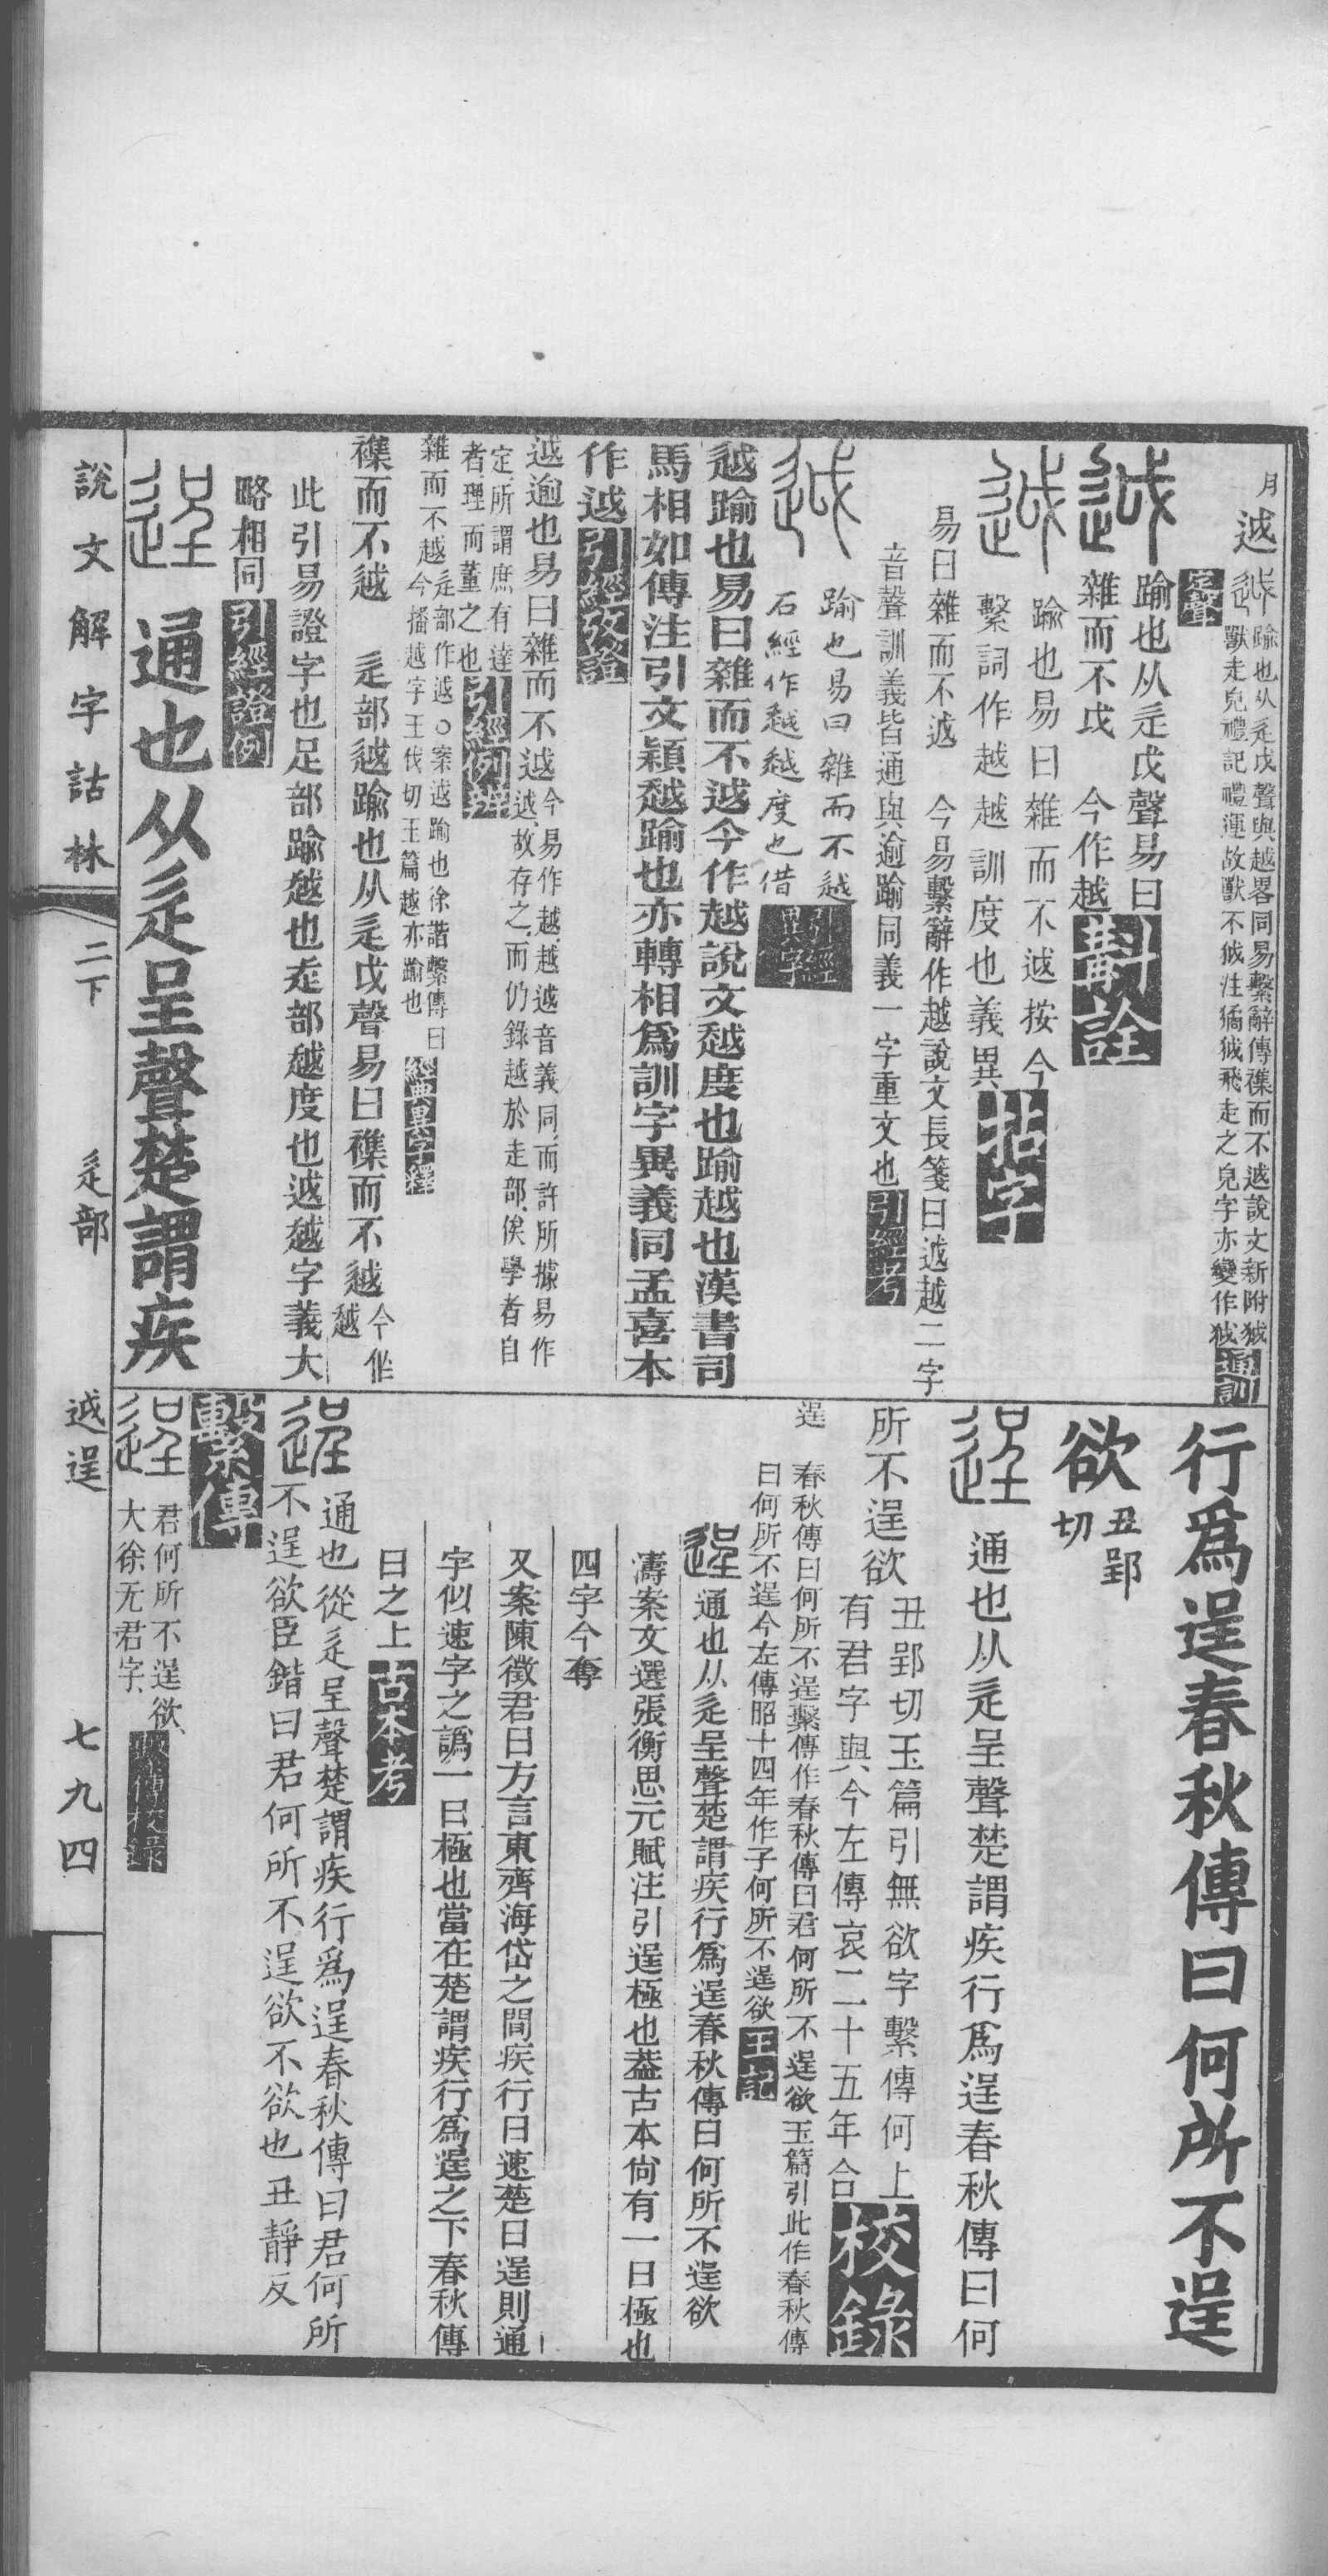 月𨒋
踰也从辵戉聲與越畧同易繫辭傳襍而不𨒋說文新附狘
獸走皃禮記禮運故獸不狘注獝狘飛走之皃字亦變作狘通訓
定聲
踰也从辵戉聲易曰
雜而不戉 今作越斠詮
踰也易曰雜而不𨒋按今
繫詞作越越訓度也義異拈字
易曰雜而不𨒋 今易繫辭作越說文長箋曰𨒋越二字
音聲訓義皆通與逾踰同義一字重文也引經考
踰也易曰雜而不越
石經作越越度也借引經異字
𨒋踰也易曰雜而不𨒋今作越說文越度也踰越也漢書司
馬相如傳注引文穎越踰也亦轉相爲訓字異義同孟喜本
作𨒋引經攷證
𨒋逾也易曰雜而不𨒋今易作越越𨒋音義同而許所據易作
𨒋故存之而仍錄越於走部俟學者自
定所謂庶有達
者理而董之也引經例辨
雜而不越辵部作𨒋○案𨒋踰也徐諧繫傳曰
今播越字王伐切玉篇越亦踰也經典異字釋
襍而不越 辵部𨒋踰也从辵戉聲易曰襍而不越今作越
此引易證字也足部踰越也走部越度也𨒋越字義大
略相同引經證例
逞通也从辵呈聲楚謂疾
行爲逞春秋傳曰何所不逞
欲丑郢切
逞通也从辵呈聲楚謂疾行爲逞春秋傳曰何
所不逞欲丑郢切玉篇引無欲字繫傳何上
有君字與今左傳哀二十五年合校錄
逞
春秋傳曰何所不逞繫傳作春秋傳曰君何所不逞欲玉篇引此作春秋傳
曰何所不逞今左傳昭十四年作子何所不逞欲王記
逞通也从辵呈聲楚謂疾行爲逞春秋傳曰何所不逞欲
濤案文選張衡思元賦注引逞極也葢古本尙有一曰極也
四字今奪
又案陳徵君曰方言東齊海岱之間疾行曰速楚曰逞則通
字似速字之譌一曰極也當在楚謂疾行爲逞之下春秋傳
曰之上古本考
逞通也從辵呈聲楚謂疾行爲逞春秋傳曰君何所
不逞欲臣鍇曰君何所不逞欲不欲也丑靜反
繫傳
逞君何所不逞欲
大徐无君字繫傳校錄
說文解字詁林 二下 辵部 𨒋逞 七九四